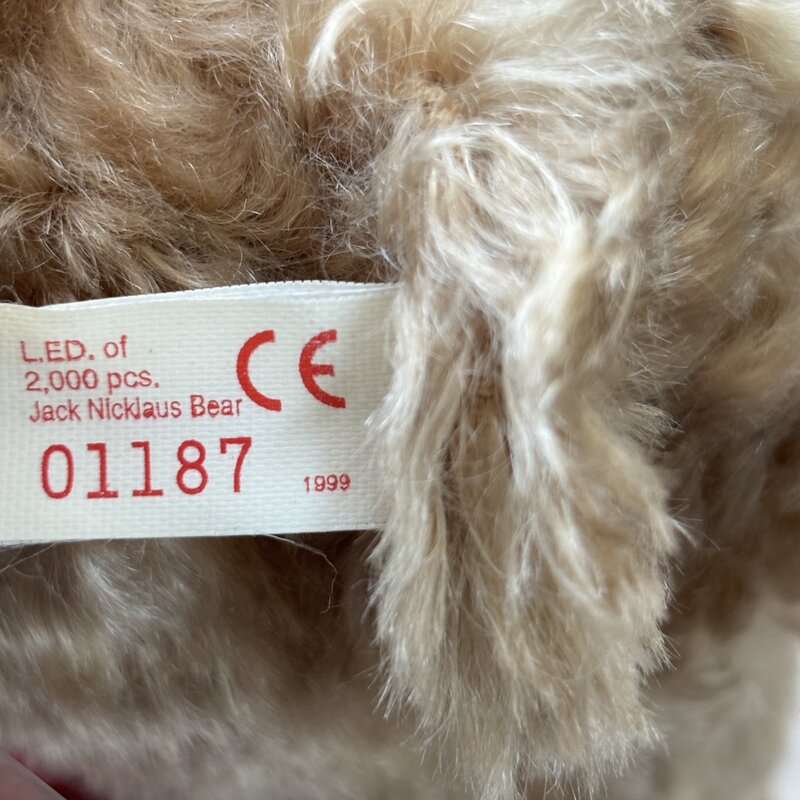 L.ED. of
2,000 pcs.
Jack Nicklaus Bear
CE
01187
1999